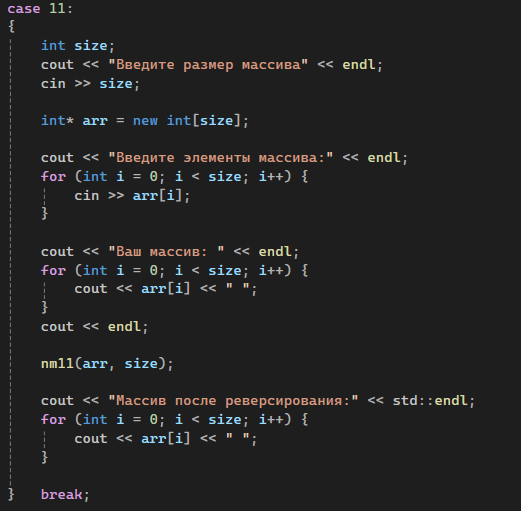 case 11:
{
    int size;
    cout << "Введите размер массива" << endl;
    cin >> size;

    int* arr = new int[size];

    cout << "Введите элементы массива:" << endl;
    for (int i = 0; i < size; i++) {
        cin >> arr[i];
    }

    cout << "Ваш массив: " << endl;
    for (int i = 0; i < size; i++) {
        cout << arr[i] << " ";
    }
    cout << endl;

    nm11(arr, size);

    cout << "Массив после реверсирования:" << std::endl;
    for (int i = 0; i < size; i++) {
        cout << arr[i] << " ";
    }

}   break;